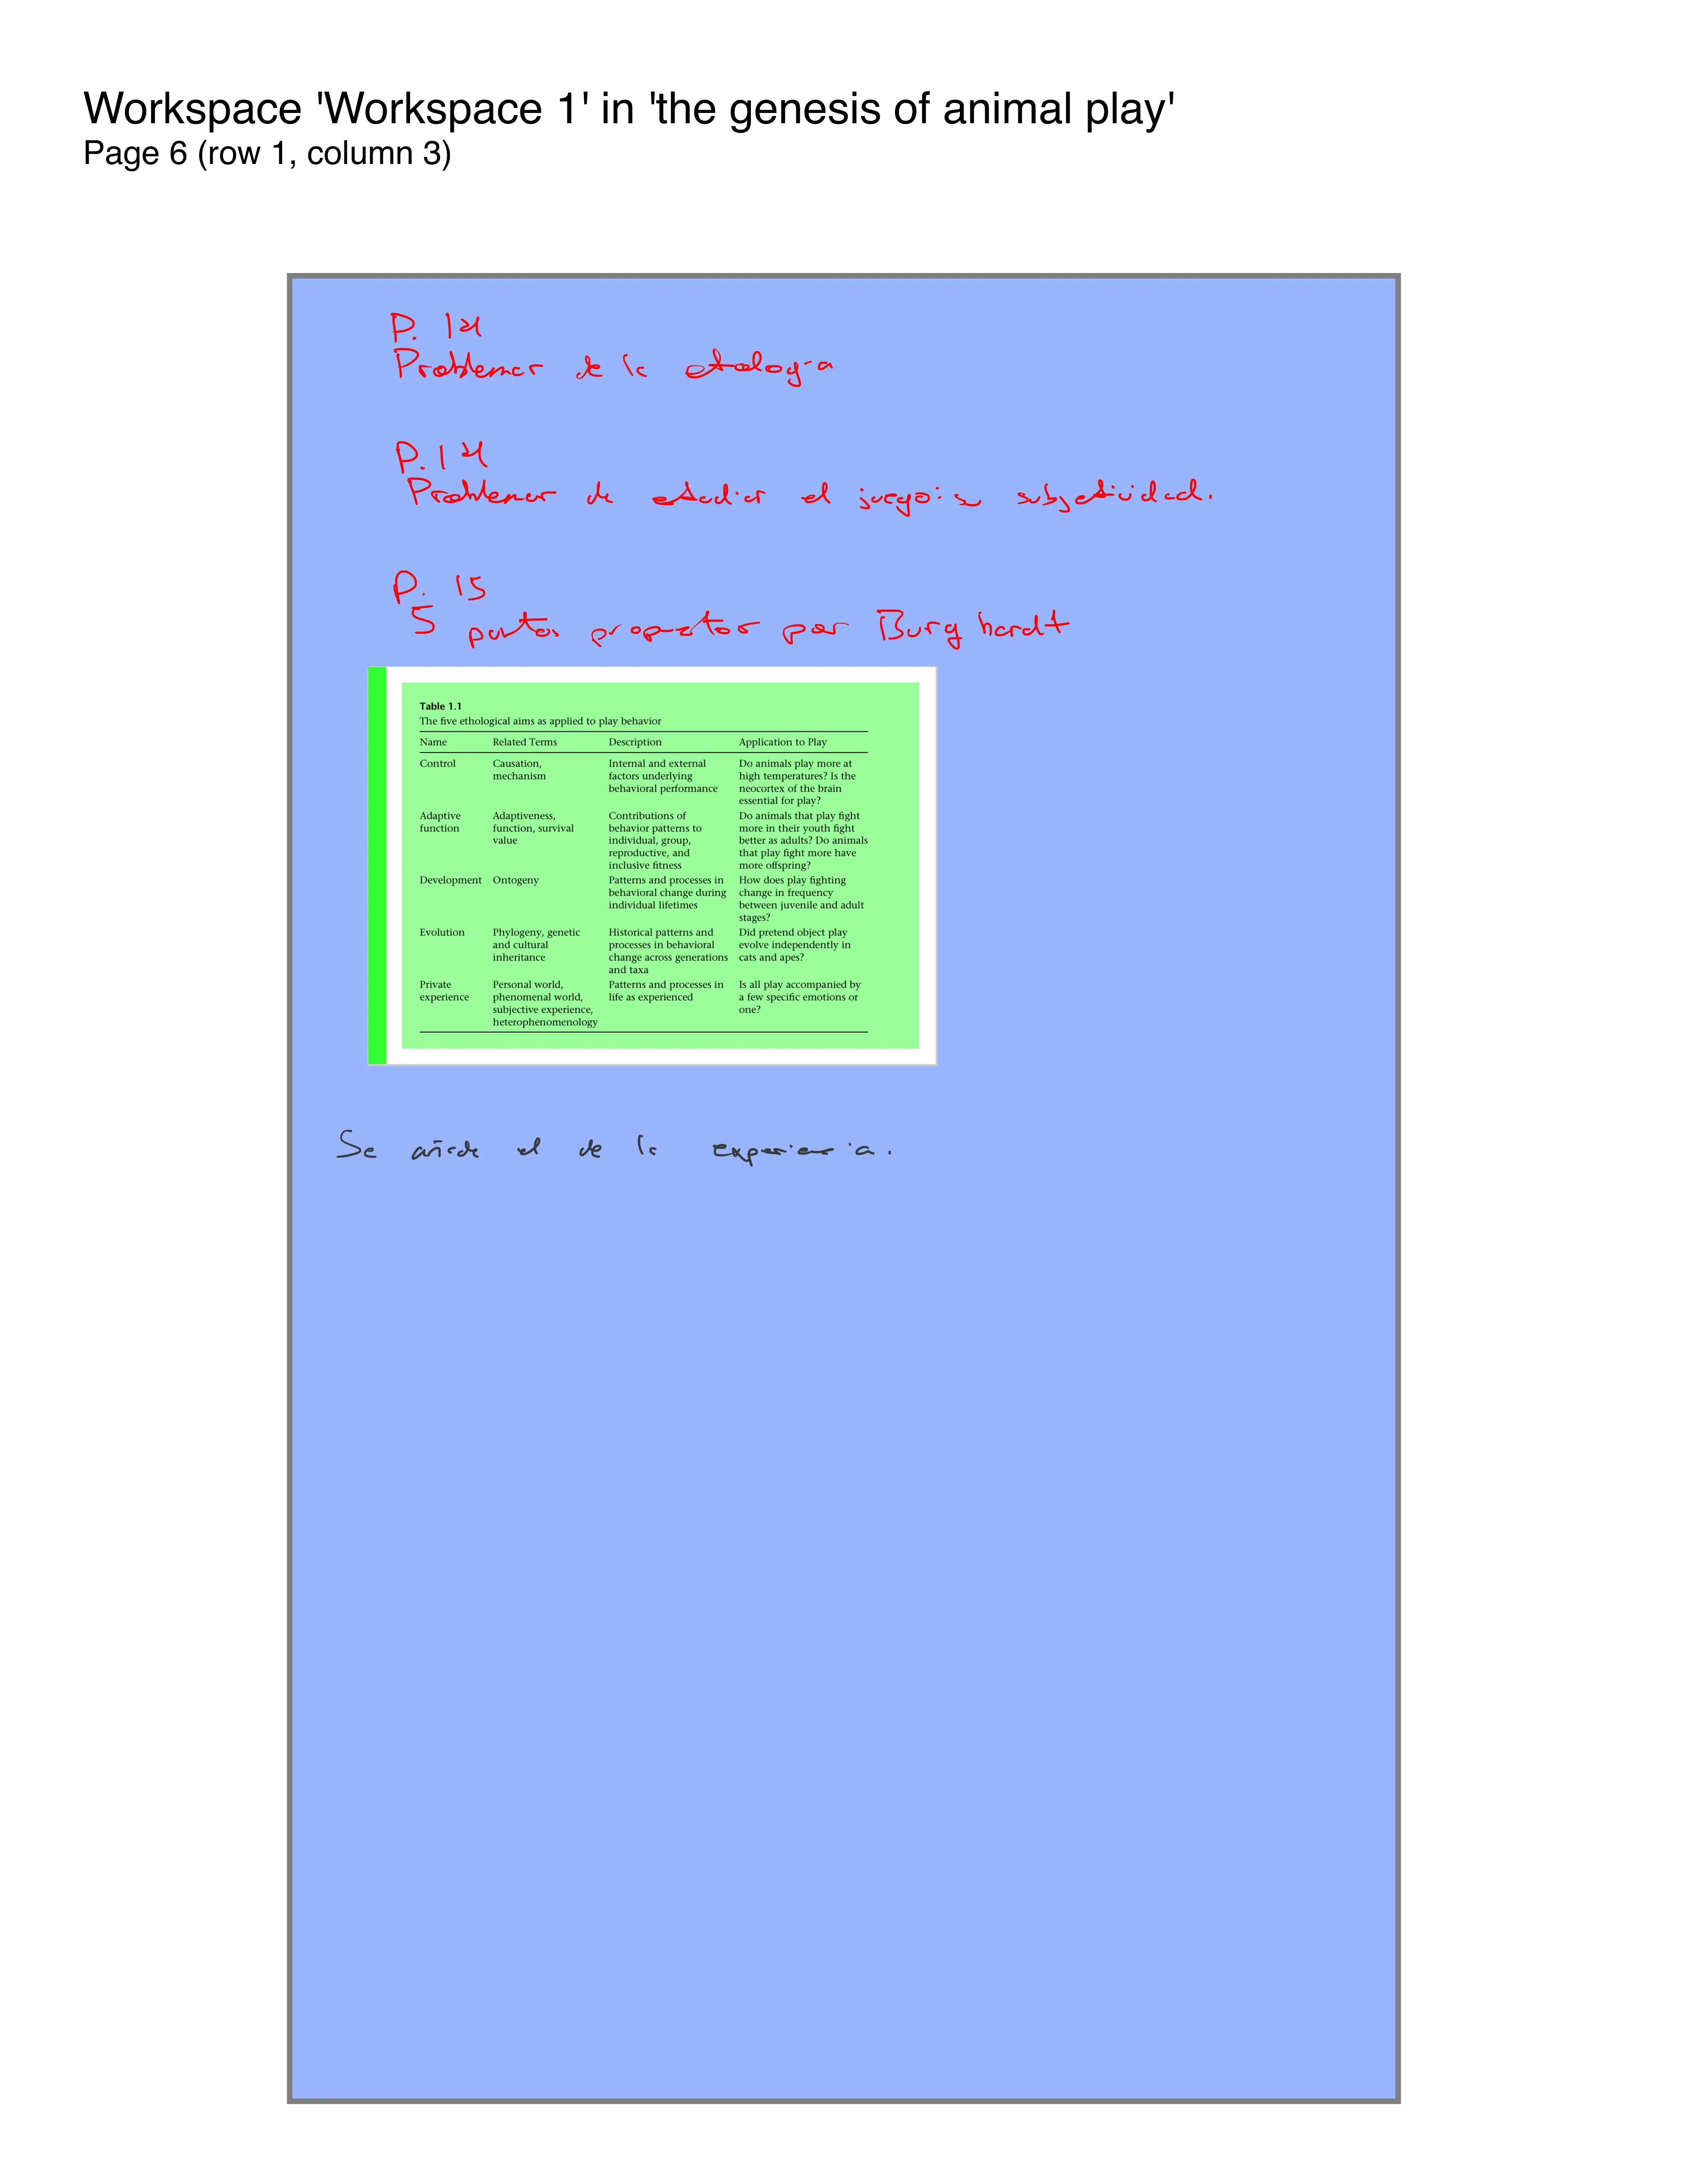 Workspace 'Workspace 1' in 'the genesis of animal play'
Page 6 (row 1, column 3)
P. 14
Problemas de la etología
P. 14
Problemas de estudiar el juego: su subjetividad.
P. 15
5 puntos propuestos por Burghardt
Table 1.1
The five ethological aims as applied to play behavior
Name Related Terms Description Application to Play
Control Causation, Internal and external Do animals play more at
mechanism factors underlying high temperatures? Is the
behavioral performance neocortex of the brain
essential for play?
Adaptive Adaptiveness, Contributions of Do animals that play fight
function function, survival behavior patterns to more in their youth fight
value individual, group, better as adults? Do animals
reproductive, and that play fight more have
inclusive fitness more offspring?
Development Ontogeny Patterns and processes in How does play fighting
behavioral change during change in frequency
individual lifetimes between juvenile and adult
stages?
Evolution Phylogeny, genetic Historical patterns and Did pretend object play
and cultural processes in behavioral evolve independently in
inheritance change across generations cats and apes?
and taxa
Private Personal world, Patterns and processes in Is all play accompanied by
experience phenomenal world, life as experienced a few specific emotions or
subjective experience, one?
heterophenomenology
Se añade el de la experiencia.